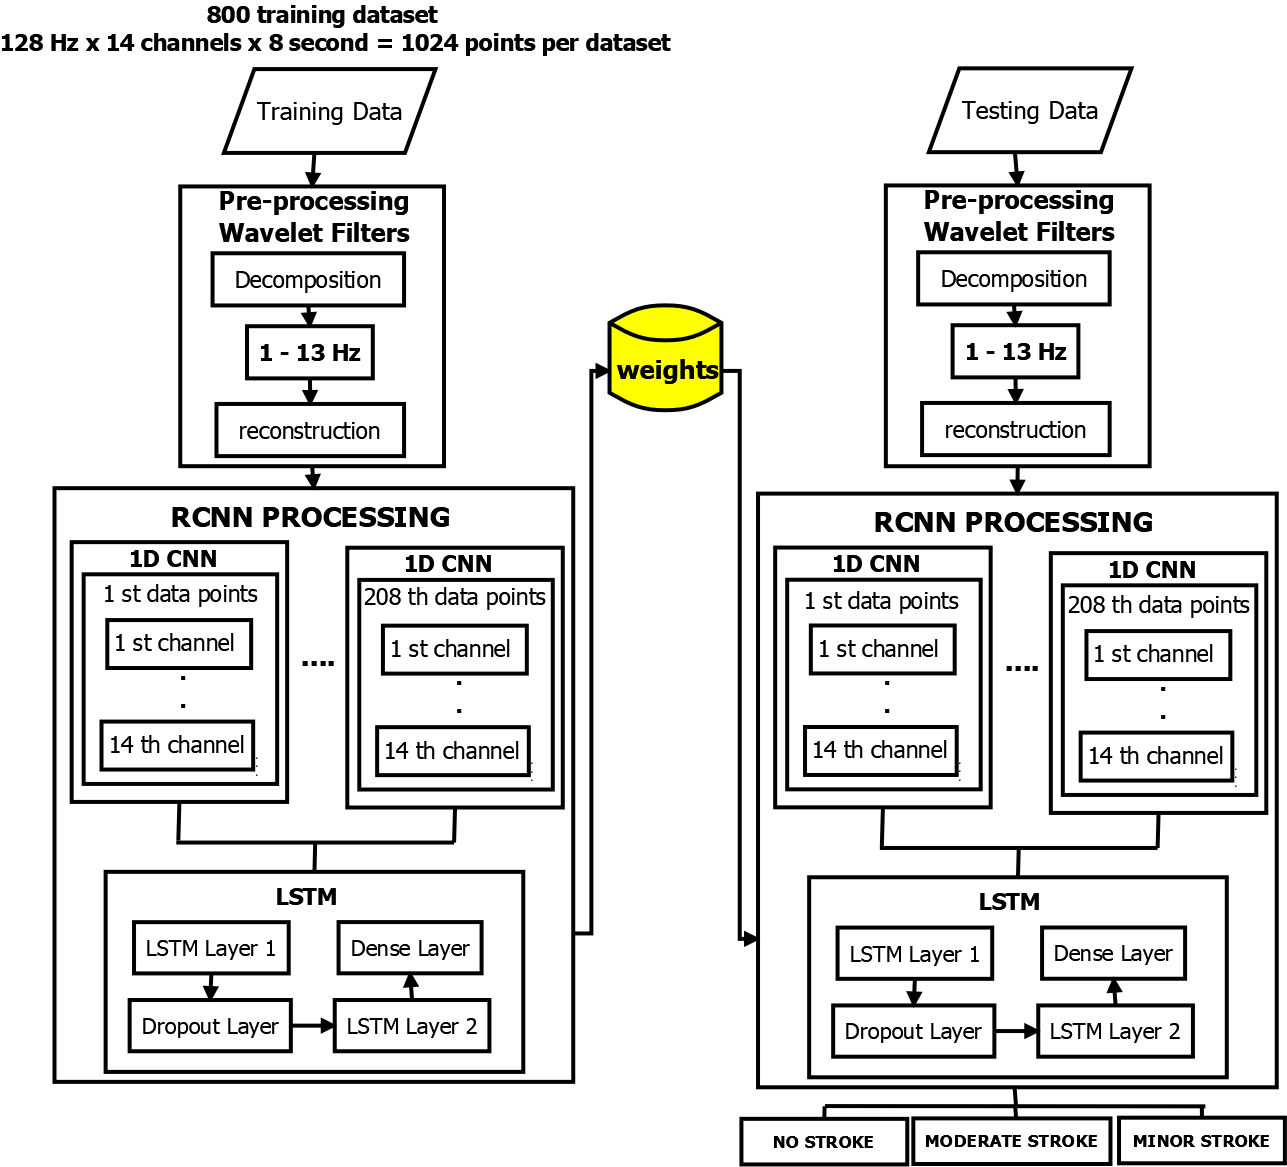 800 training dataset
128 Hz x 14 channels x 8 second = 1024 points per dataset
Training Data
Pre-processing
Wavelet Filters
Decomposition
1 - 13 Hz
reconstruction
RCNN PROCESSING
1D CNN
1 st data points
1 st channel
.
.
14 th channel
....
1D CNN
208 th data points
1 st channel
.
.
14 th channel
LSTM
LSTM Layer 1
Dense Layer
Dropout Layer
LSTM Layer 2
weights
Testing Data
Pre-processing
Wavelet Filters
Decomposition
1 - 13 Hz
reconstruction
RCNN PROCESSING
1D CNN
1 st data points
1 st channel
.
.
14 th channel
....
1D CNN
208 th data points
1 st channel
.
.
14 th channel
LSTM
LSTM Layer 1
Dense Layer
Dropout Layer
LSTM Layer 2
NO STROKE
MODERATE STROKE
MINOR STROKE